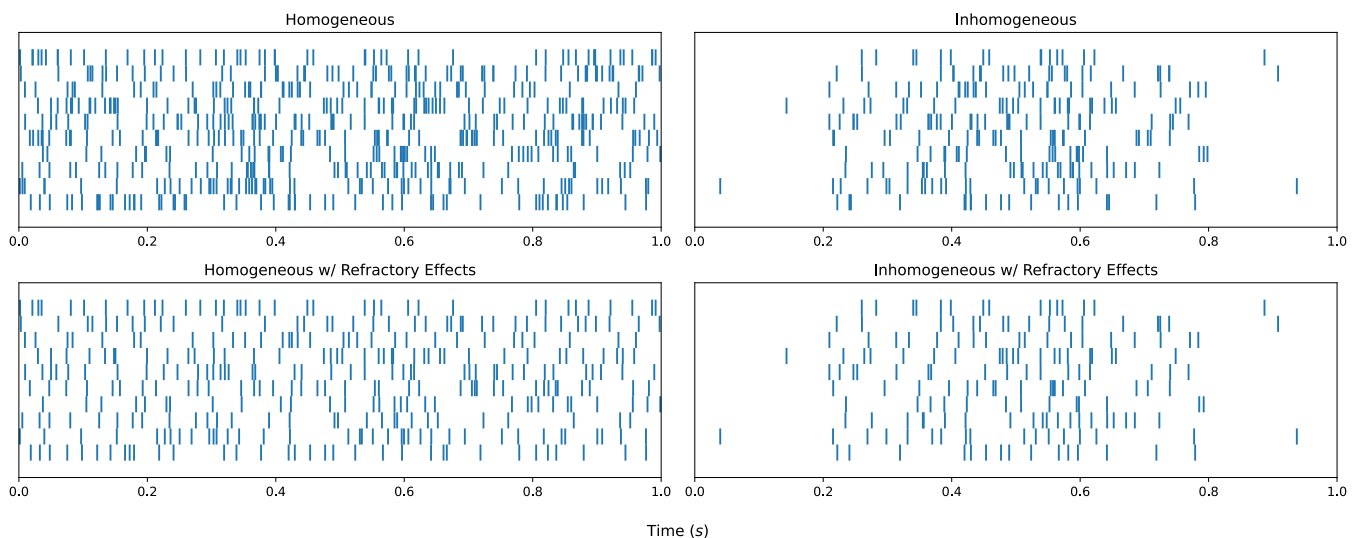 Homogeneous
Inhomogeneous
0.0 0.2 0.4 0.6 0.8 1.0
0.0 0.2 0.4 0.6 0.8 1.0
Homogeneous w/ Refractory Effects
Inhomogeneous w/ Refractory Effects
0.0 0.2 0.4 0.6 0.8 1.0
0.0 0.2 0.4 0.6 0.8 1.0
Time (s)